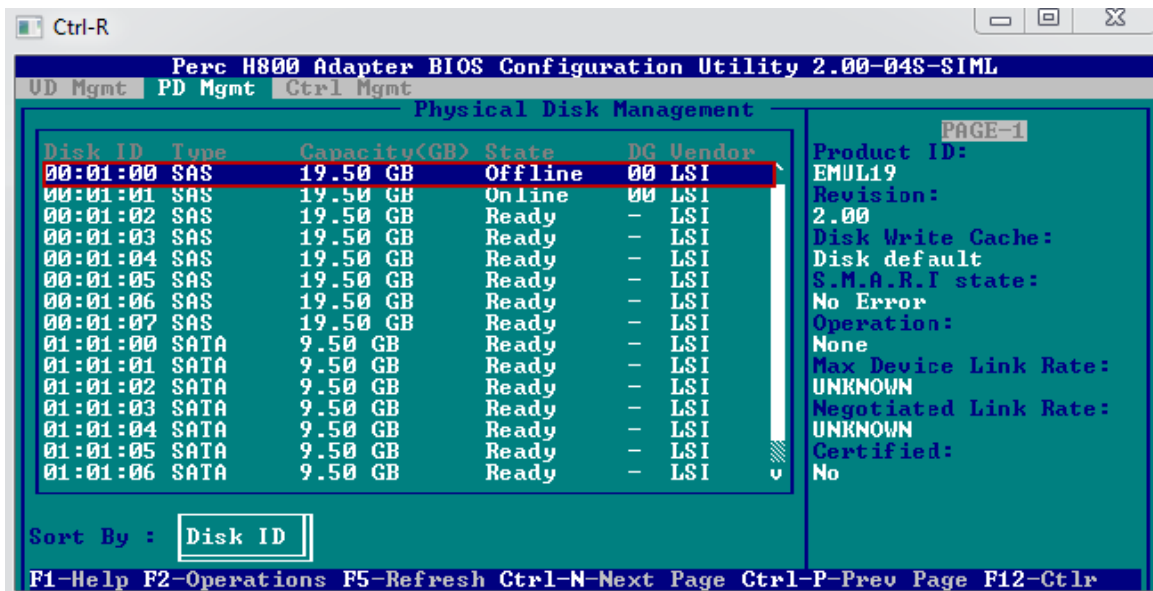 Ctrl-R
Perc H800 Adapter BIOS Configuration Utility 2.00-04S-SIML
VD Mgmt PD Mgmt Ctrl Mgmt
Physical Disk Management
Disk ID Type Capacity(GB) State DG Vendor
00:01:00 SAS 19.50 GB Offline 00 LSI
00:01:01 SAS 19.50 GB Online 00 LSI
00:01:02 SAS 19.50 GB Ready - LSI
00:01:03 SAS 19.50 GB Ready - LSI
00:01:04 SAS 19.50 GB Ready - LSI
00:01:05 SAS 19.50 GB Ready - LSI
00:01:06 SAS 19.50 GB Ready - LSI
00:01:07 SAS 19.50 GB Ready - LSI
01:01:00 SATA 9.50 GB Ready - LSI
01:01:01 SATA 9.50 GB Ready - LSI
01:01:02 SATA 9.50 GB Ready - LSI
01:01:03 SATA 9.50 GB Ready - LSI
01:01:04 SATA 9.50 GB Ready - LSI
01:01:05 SATA 9.50 GB Ready - LSI
01:01:06 SATA 9.50 GB Ready - LSI
Sort By : Disk ID
PAGE-1
Product ID:
EMUL19
Revision:
2.00
Disk Write Cache:
Disk default
S.M.A.R.T state:
No Error
Operation:
None
Max Device Link Rate:
UNKNOWN
Negotiated Link Rate:
UNKNOWN
Certified:
No
F1-Help F2-Operations F5-Refresh Ctrl-N-Next Page Ctrl-P-Prev Page F12-Ctlr